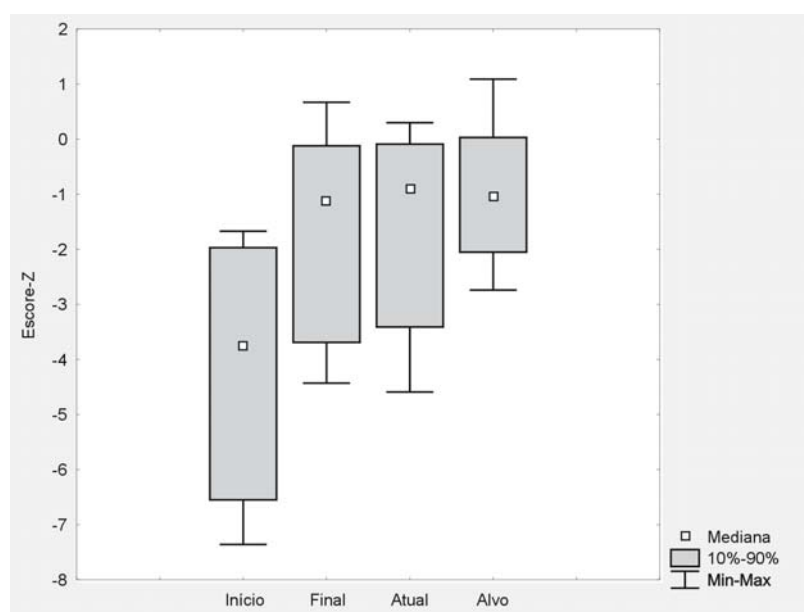 2
1
0
-1
-2
-3
-4
-5
-6
-7
-8
Escore-Z
Início
Final
Atual
Alvo
Mediana
10%-90%
Min-Max